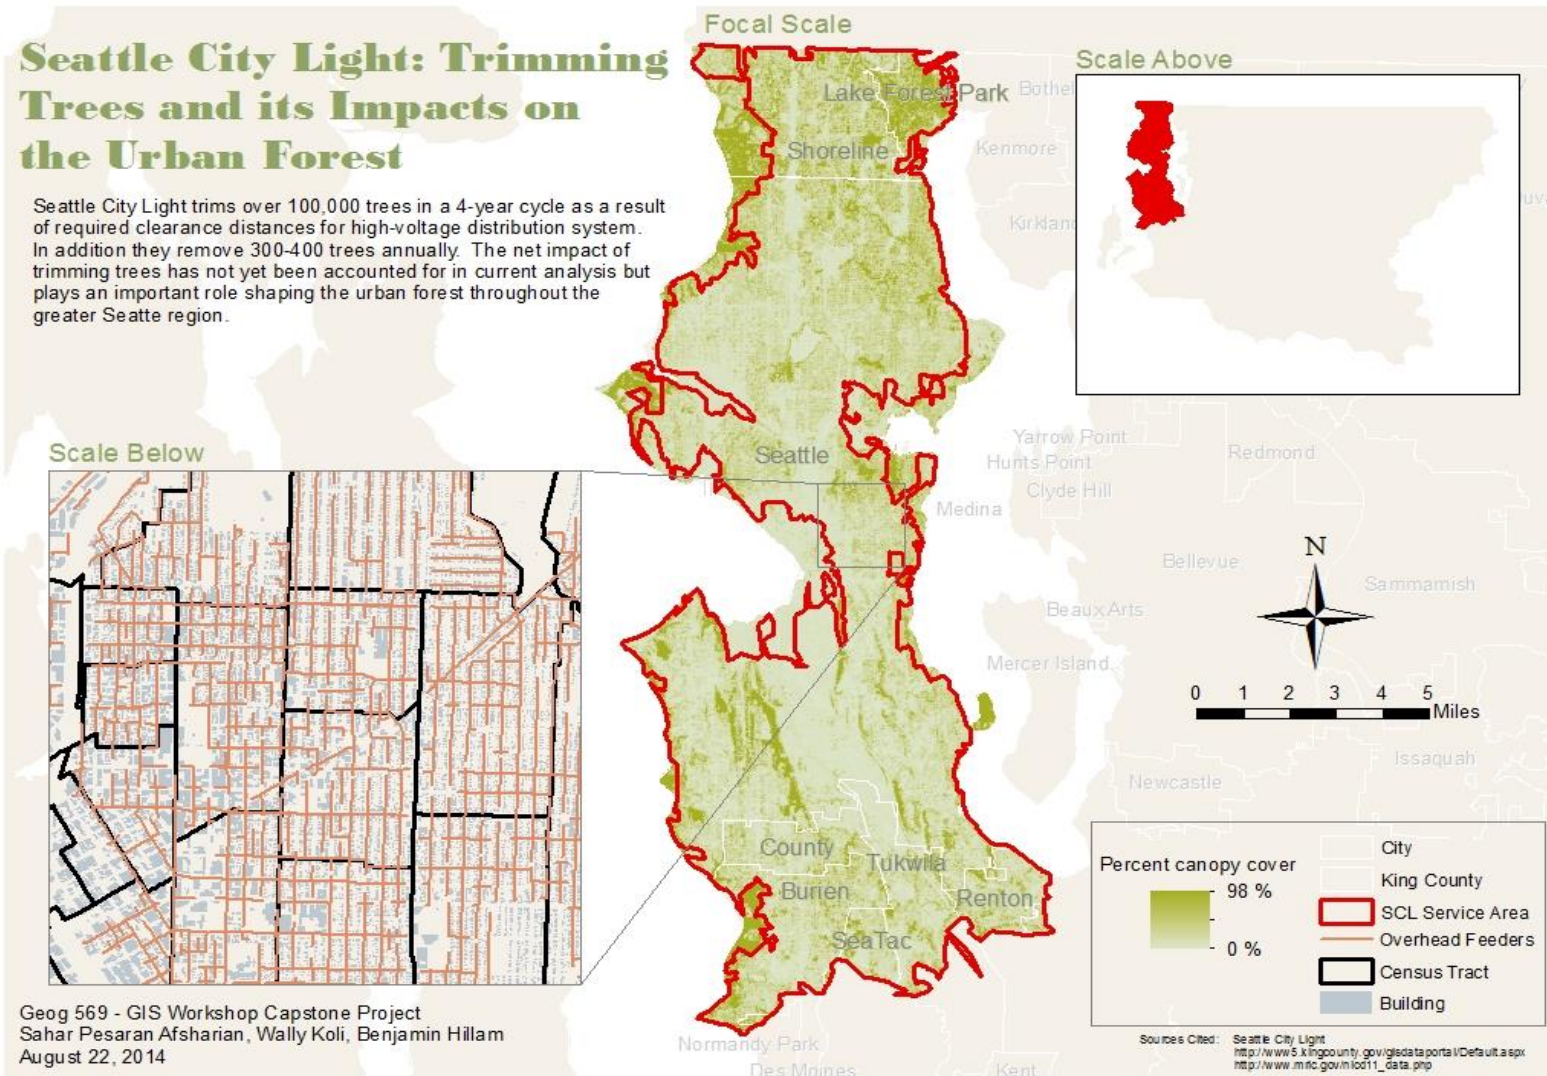 Focal Scale
Seattle City Light: Trimming
Trees and its Impacts on
the Urban Forest
Seattle City Light trims over 100,000 trees in a 4-year cycle as a result
of required clearance distances for high-voltage distribution system.
In addition they remove 300-400 trees annually. The net impact of
trimming trees has not yet been accounted for in current analysis but
plays an important role shaping the urban forest throughout the
greater Seatte region.
Scale Above
Lake Forest Park
Bothel
Shoreline
Kenmore
Kirkland
Scale Below
Seattle
Yarrow Point
Hunts Point
Clyde Hill
Medina
Redmond
Bellevue
Sammamish
Beaux Arts
Mercer Island
Newcastle
Issaquah
N
0 1 2 3 4 5
Miles
County
Tukwila
Burien
Renton
SeaTac
Normandy Park
Des Moines
Kent
Percent canopy cover
98 %
0 %
City
King County
SCL Service Area
Overhead Feeders
Census Tract
Building
Geog 569 - GIS Workshop Capstone Project
Sahar Pesaran Afsharian, Wally Koli, Benjamin Hillam
August 22, 2014
Sources Cited: Seattle City Light
http://www5.kingcounty.gov/gisdataportal/Default.aspx
http://www.mrlc.gov/nlcd11_data.php